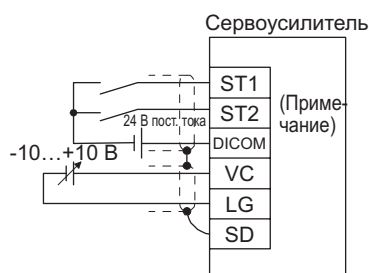 Сервоусилитель
ST1
ST2
(Приме-
чание)
24 В пост. тока
DICOM
-10…+10 В
VC
LG
SD